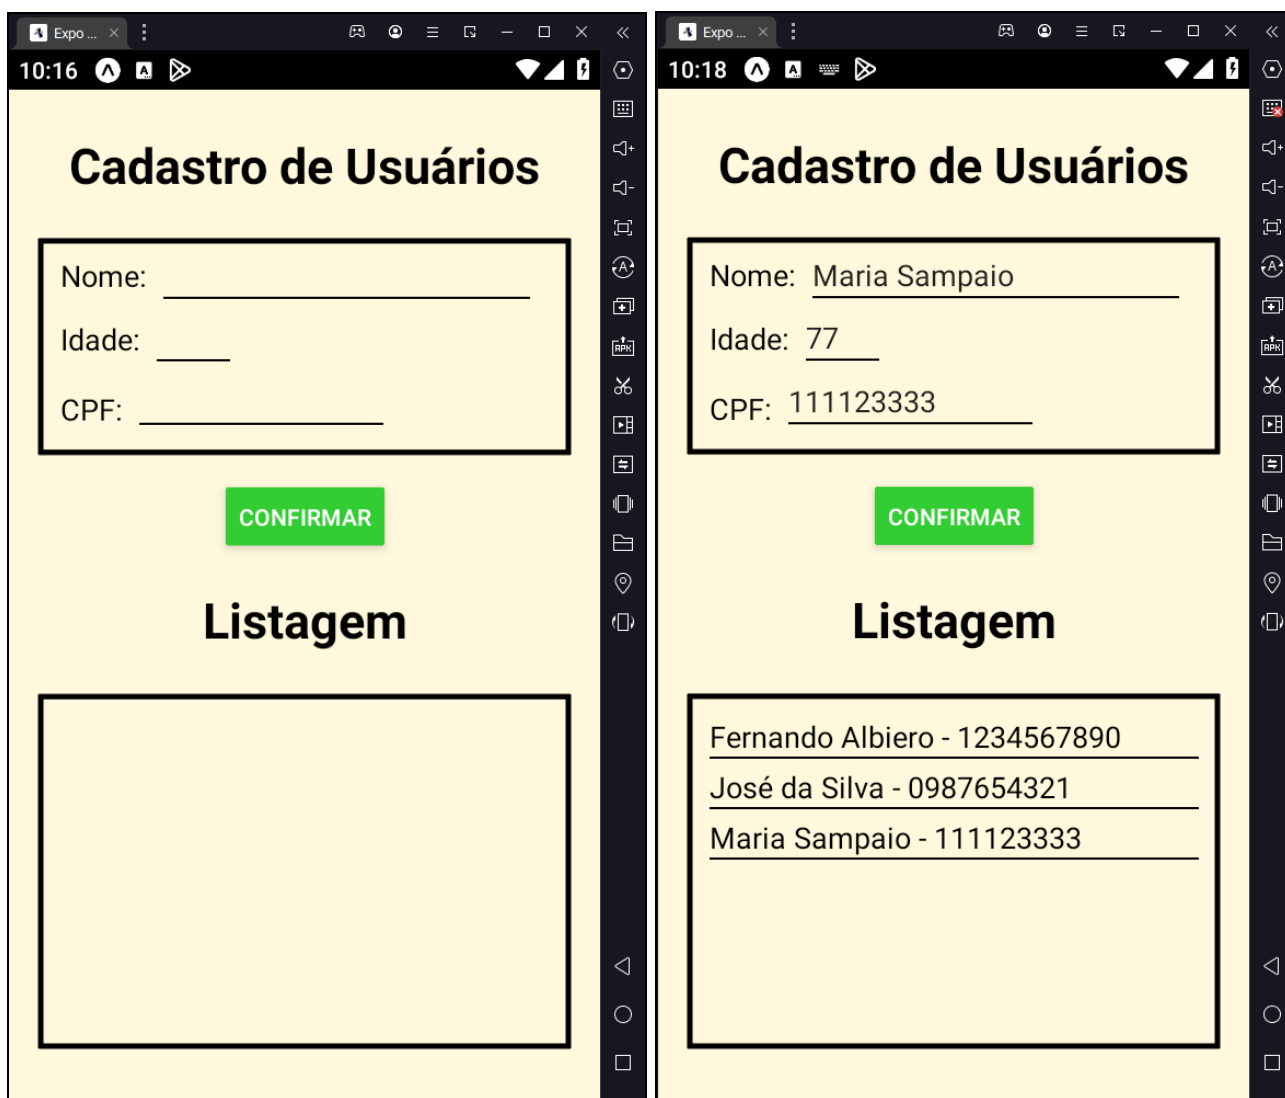 Expo ...
10:16
Cadastro de Usuários
Nome:
Idade:
CPF:
CONFIRMAR
Listagem
Expo ...
10:18
Cadastro de Usuários
Nome: Maria Sampaio
Idade: 77
CPF: 111123333
CONFIRMAR
Listagem
Fernando Albiero - 1234567890
José da Silva - 0987654321
Maria Sampaio - 111123333